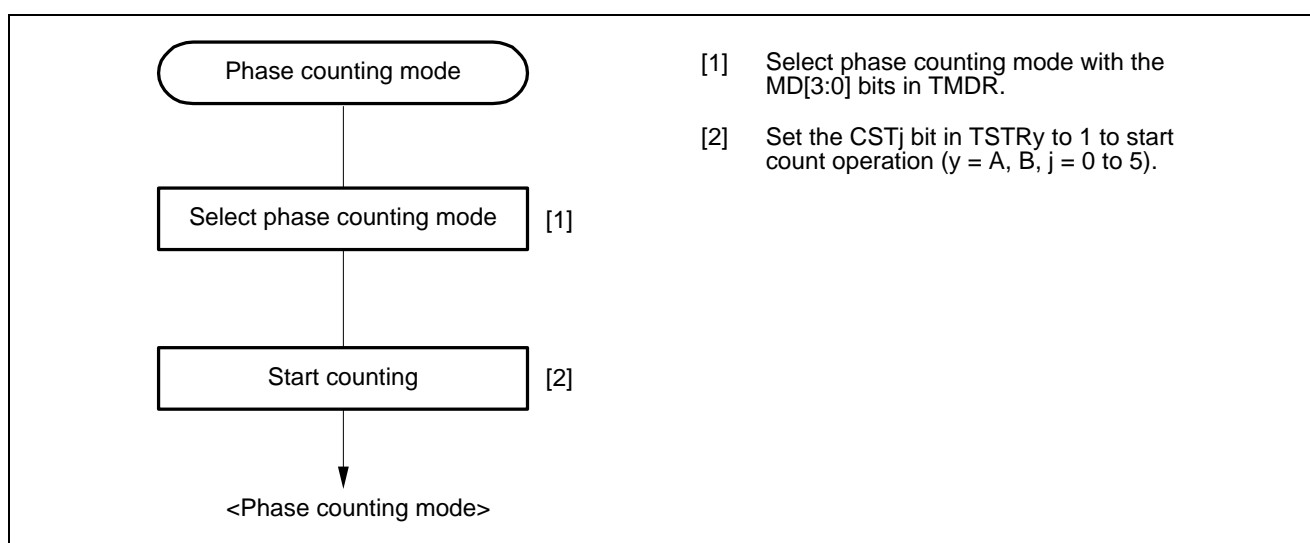 Phase counting mode
[1] Select phase counting mode with the
MD[3:0] bits in TMDR.
[2] Set the CSTj bit in TSTRy to 1 to start
count operation (y = A, B, j = 0 to 5).
Select phase counting mode [1]
Start counting [2]
<Phase counting mode>